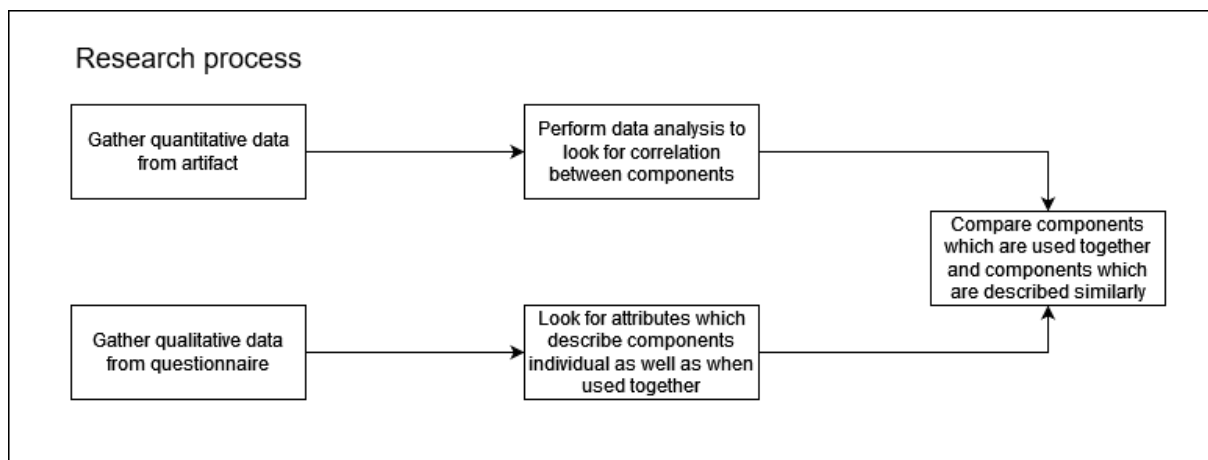 Research process
Gather quantitative data
from artifact
Perform data analysis to
look for correlation
between components
Compare components
which are used together
and components which
are described similarly
Gather qualitative data
from questionnaire
Look for attributes which
describe components
individual as well as when
used together